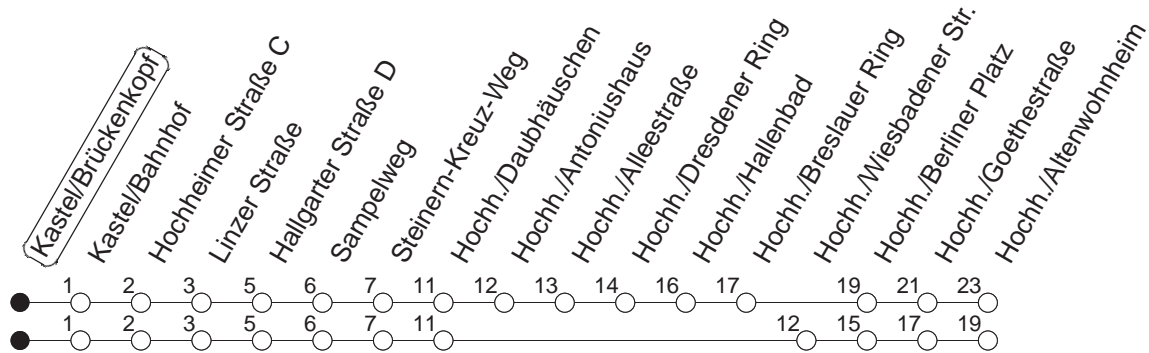 Kastel/Brückenkopf
Kastel/Bahnhof
Hochheimer Straße C
Linzer Straße
Hallgarter Straße D
Sampelweg
Steinern-Kreuz-Weg
Hochh./Daubhäuschen
Hochh./Antoniushaus
Hochh./Alleestraße
Hochh./Dresdener Ring
Hochh./Hallenbad
Hochh./Breslauer Ring
Hochh./Wiesbadener Str.
Hochh./Berliner Platz
Hochh./Goethestraße
Hochh./Altenwohnheim
1 2 3 5 6 7 11 12 13 14 16 17 19 21 23
1 2 3 5 6 7 11 12 15 17 19